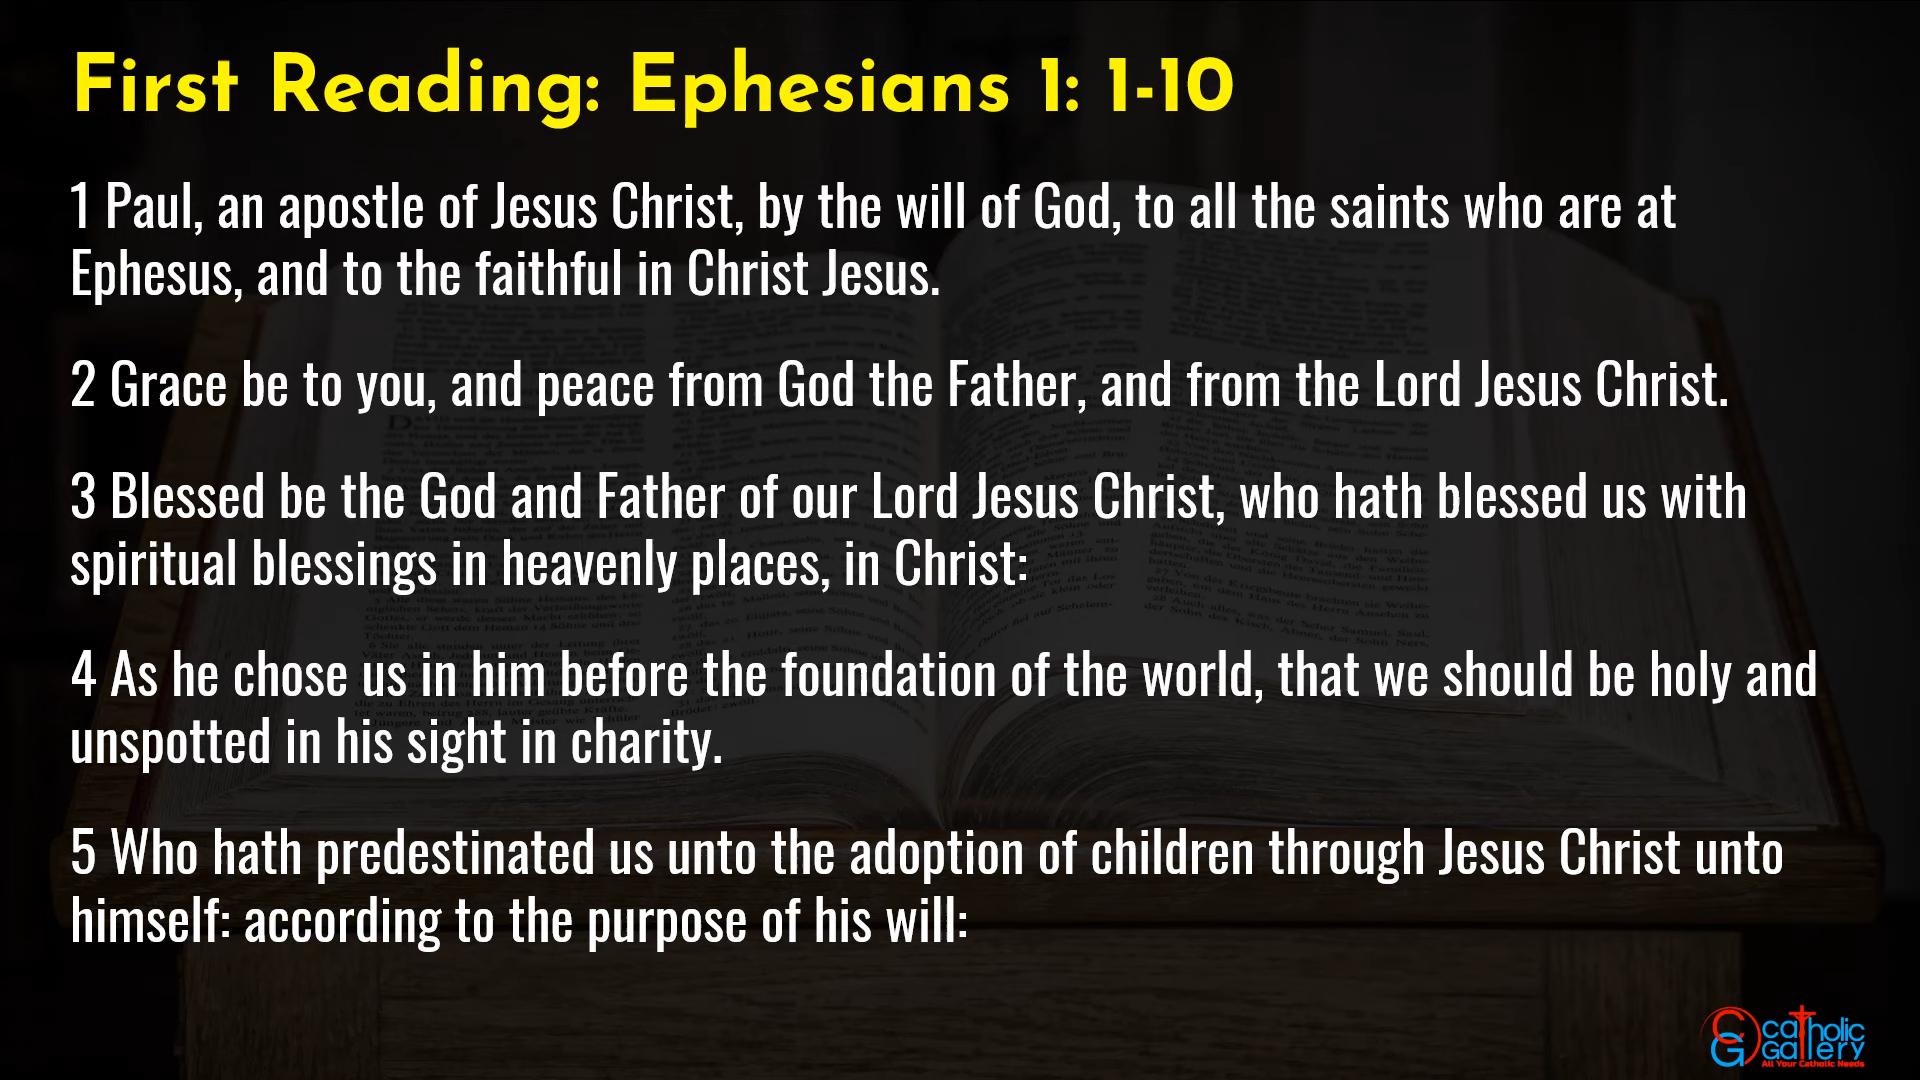 First Reading: Ephesians 1: 1-10
1 Paul, an apostle of Jesus Christ, by the will of God, to all the saints who are at
Ephesus, and to the faithful in Christ Jesus.
2 Grace be to you, and peace from God the Father, and from the Lord Jesus Christ.
3 Blessed be the God and Father of our Lord Jesus Christ, who hath blessed us with
spiritual blessings in heavenly places, in Christ:
4 As he chose us in him before the foundation of the world, that we should be holy and
unspotted in his sight in charity.
5 Who hath predestinated us unto the adoption of children through Jesus Christ unto
himself: according to the purpose of his will:
CG catholic
Gallery
All Your Catholic Needs